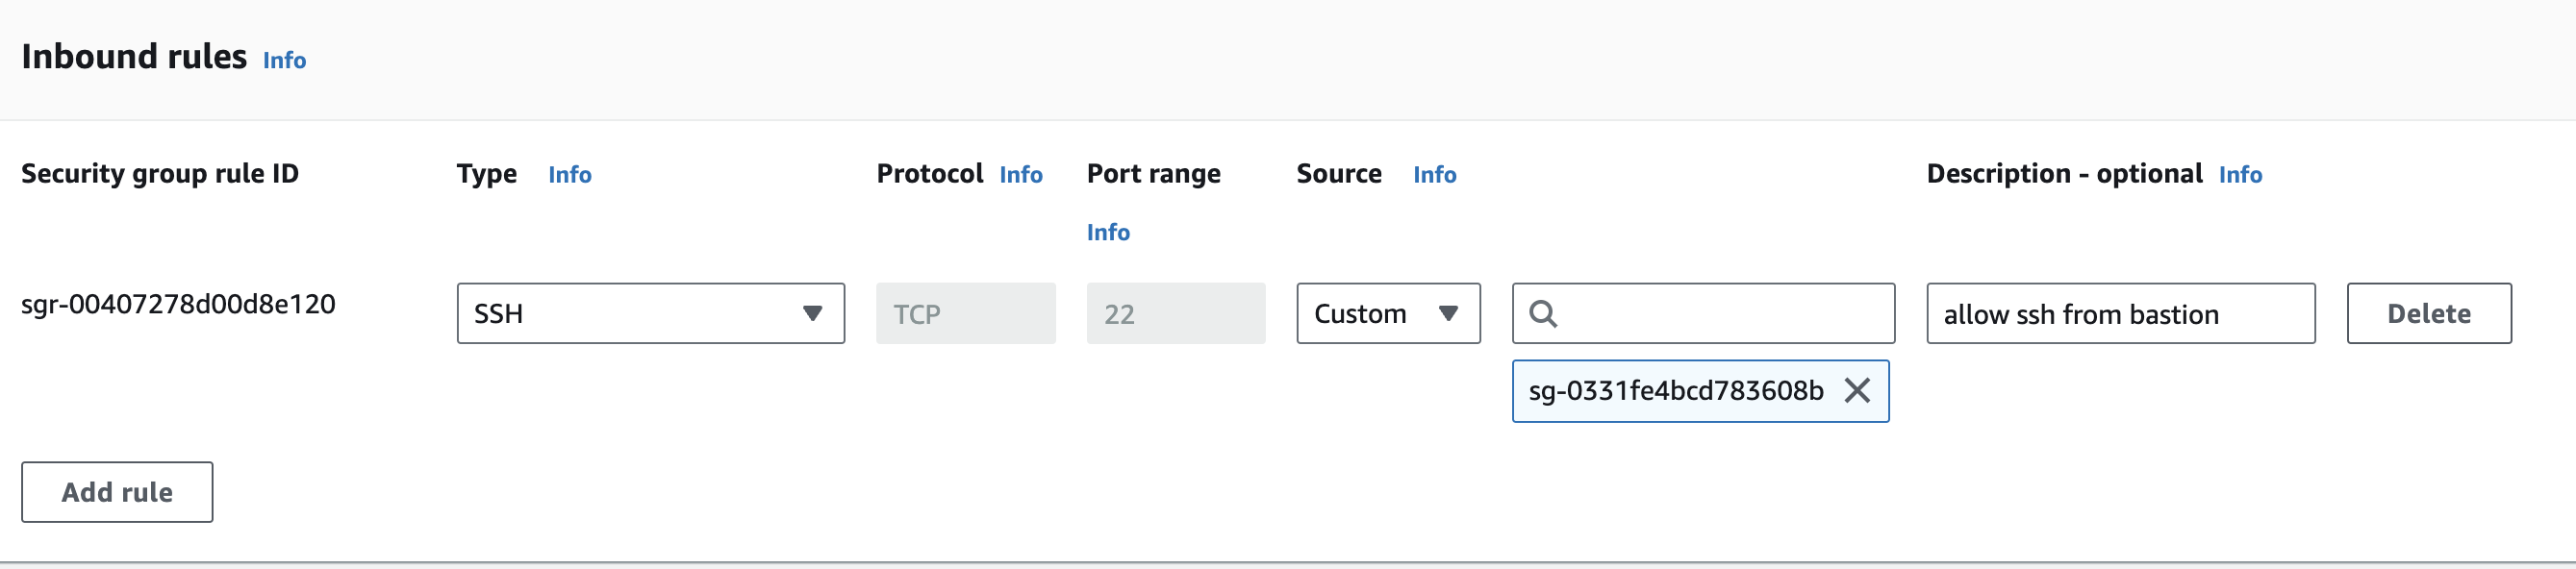 Inbound rules Info
Security group rule ID Type Info Protocol Info Port range Source Info Description - optional Info
Info
sgr-00407278d00d8e120 SSH TCP 22 Custom allow ssh from bastion Delete
sg-0331fe4bcd783608b
Add rule